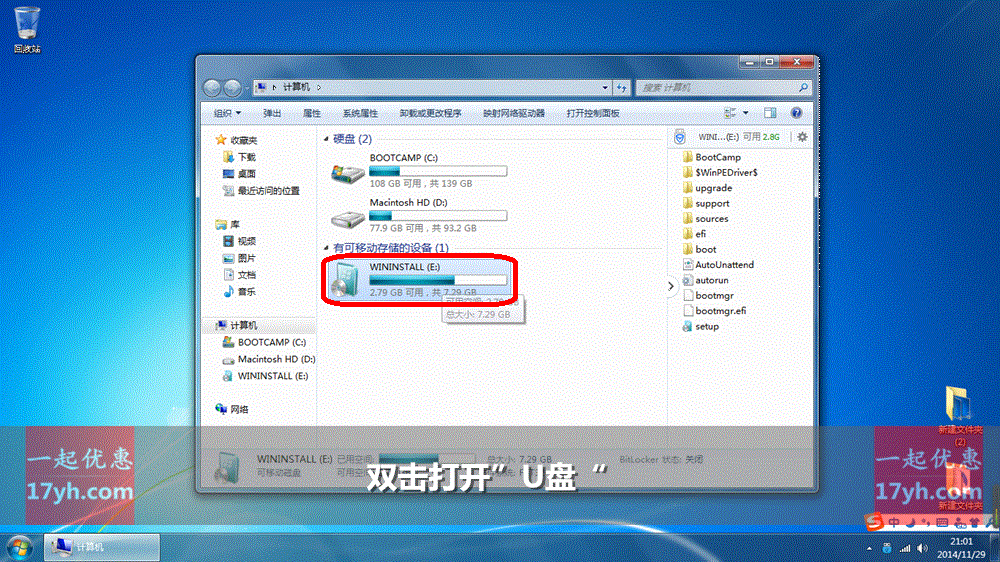 回收站
计算机
搜索 计算机
组织 弹出 属性 系统属性 卸载或更改程序 映射网络驱动器 打开控制面板
收藏夹
下载
桌面
最近访问的位置
库
视频
图片
文档
音乐
计算机
BOOTCAMP (C:)
Macintosh HD (D:)
WININSTALL (E:)
网络
硬盘 (2)
BOOTCAMP (C:)
108 GB 可用，共 139 GB
Macintosh HD (D:)
77.9 GB 可用，共 93.2 GB
有可移动存储的设备 (1)
WININSTALL (E:)
2.79 GB 可用，共 7.29 GB
总大小: 7.29 GB
WINI...(E:) 可用 2.8G
BootCamp
$WinPEDriver$
upgrade
support
sources
efi
boot
AutoUnattend
autorun
bootmgr
bootmgr.efi
setup
新建文件夹
(2)
新建文件夹
WININSTALL (E:) 已用空间: 总大小: 7.29 GB BitLocker 状态: 关闭
可移动磁盘
双击打开”U盘“
一起优惠
17yh.com
一起优惠
17yh.com
中
计算机
21:01
2014/11/29